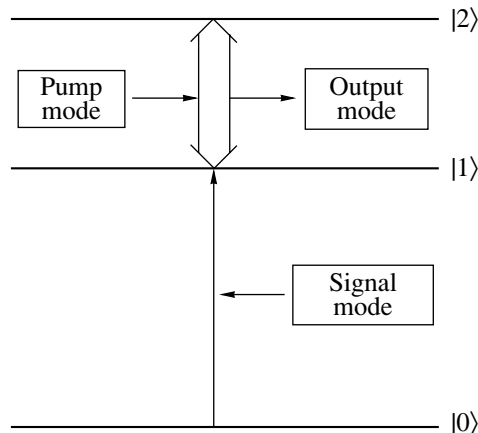 |2⟩
Pump
mode
Output
mode
|1⟩
Signal
mode
|0⟩